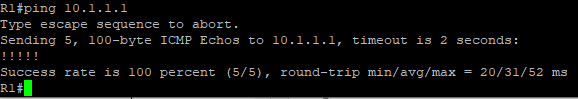 R1#ping 10.1.1.1
Type escape sequence to abort.
Sending 5, 100-byte ICMP Echos to 10.1.1.1, timeout is 2 seconds:
!!!!!
Success rate is 100 percent (5/5), round-trip min/avg/max = 20/31/52 ms
R1#